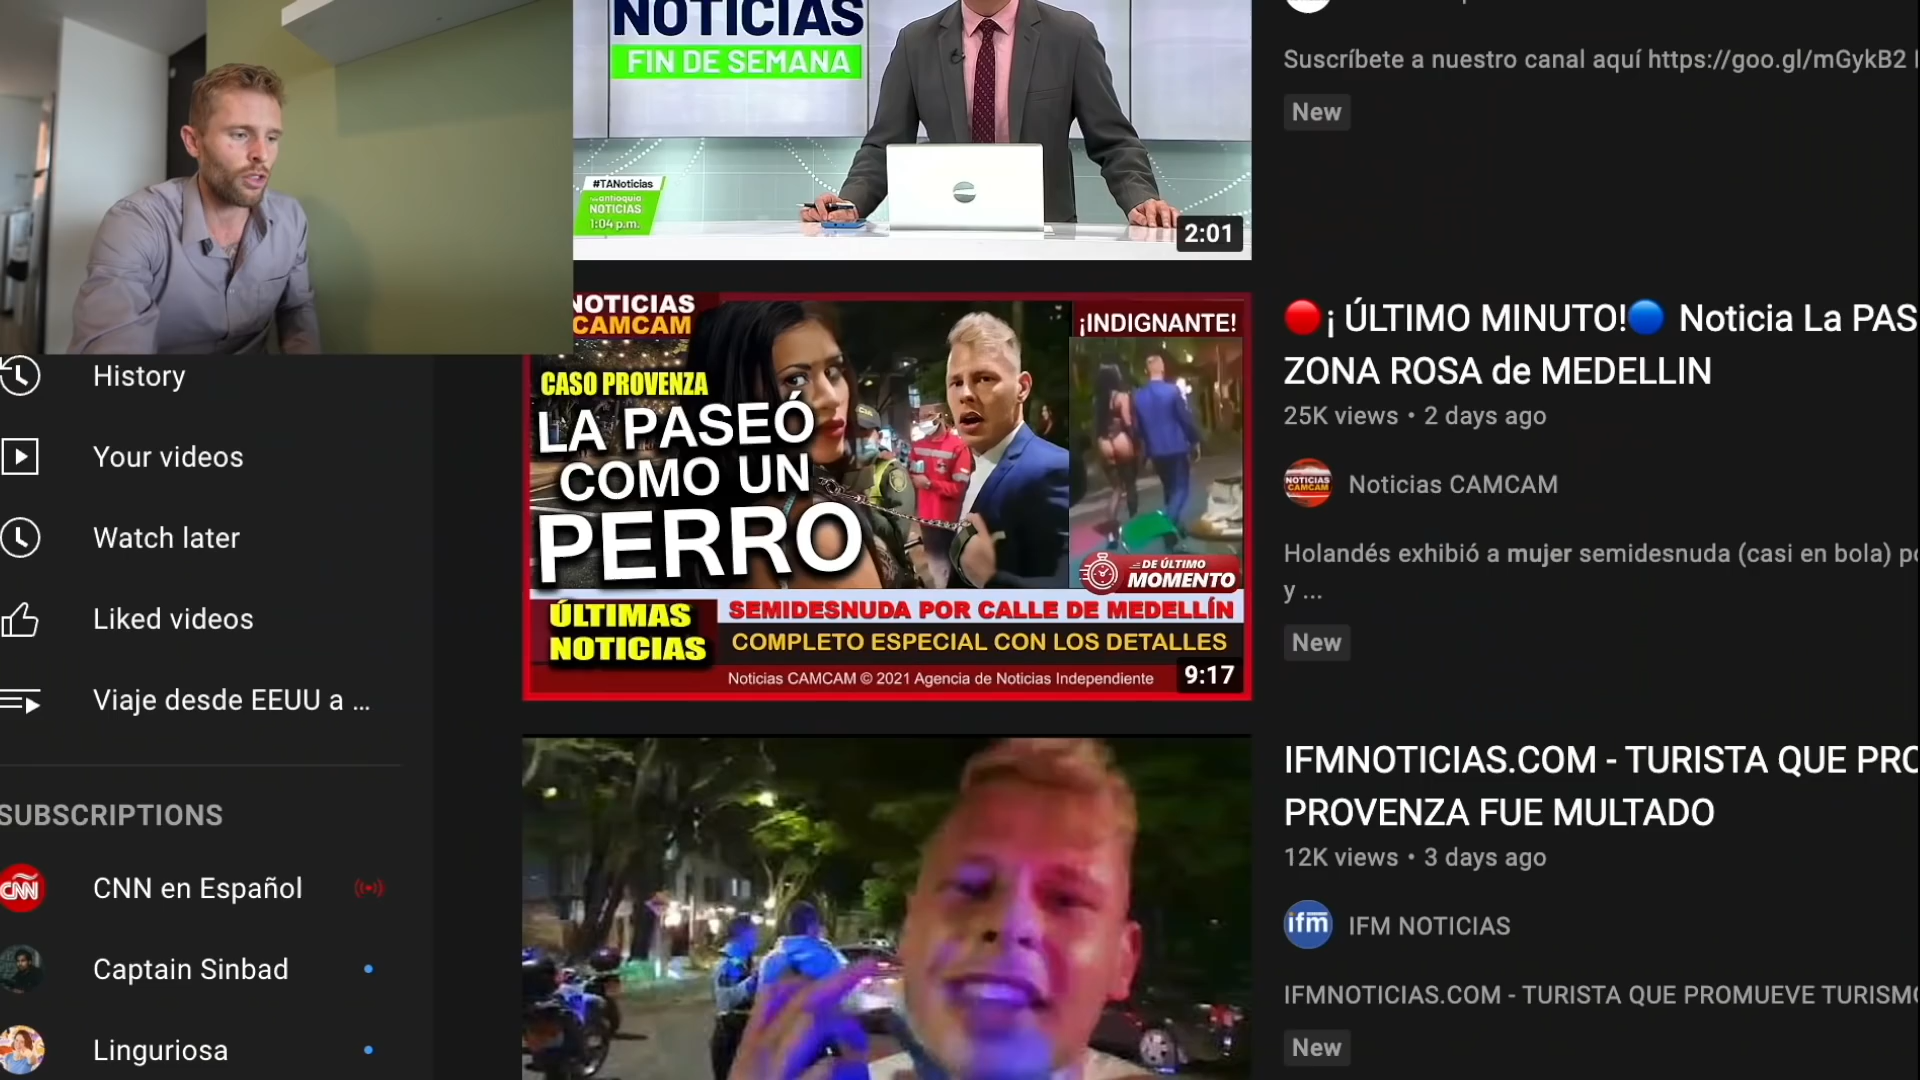 NOTICIAS
FIN DE SEMANA
#TANoticias
antioquia
NOTICIAS
1:04 p.m.
2:01
Suscríbete a nuestro canal aquí https://goo.gl/mGykB2
New
NOTICIAS
CAMCAM
¡INDIGNANTE!
CASO PROVENZA
LA PASEÓ
COMO UN
PERRO
DE ÚLTIMO
MOMENTO
ÚLTIMAS
NOTICIAS
SEMIDESNUDA POR CALLE DE MEDELLÍN
COMPLETO ESPECIAL CON LOS DETALLES
Noticias CAMCAM © 2021 Agencia de Noticias Independiente
9:17
🔴¡ ÚLTIMO MINUTO!🔵 Noticia La PAS
ZONA ROSA de MEDELLIN
25K views • 2 days ago
NOTICIAS
CAMCAM
Noticias CAMCAM
Holandés exhibió a mujer semidesnuda (casi en bola) po
y ...
New
IFMNOTICIAS.COM - TURISTA QUE PRO
PROVENZA FUE MULTADO
12K views • 3 days ago
ifm
IFM NOTICIAS
IFMNOTICIAS.COM - TURISTA QUE PROMUEVE TURISMO
New
History
Your videos
Watch later
Liked videos
Viaje desde EEUU a ...
SUBSCRIPTIONS
CNN
CNN en Español
Captain Sinbad
Linguriosa